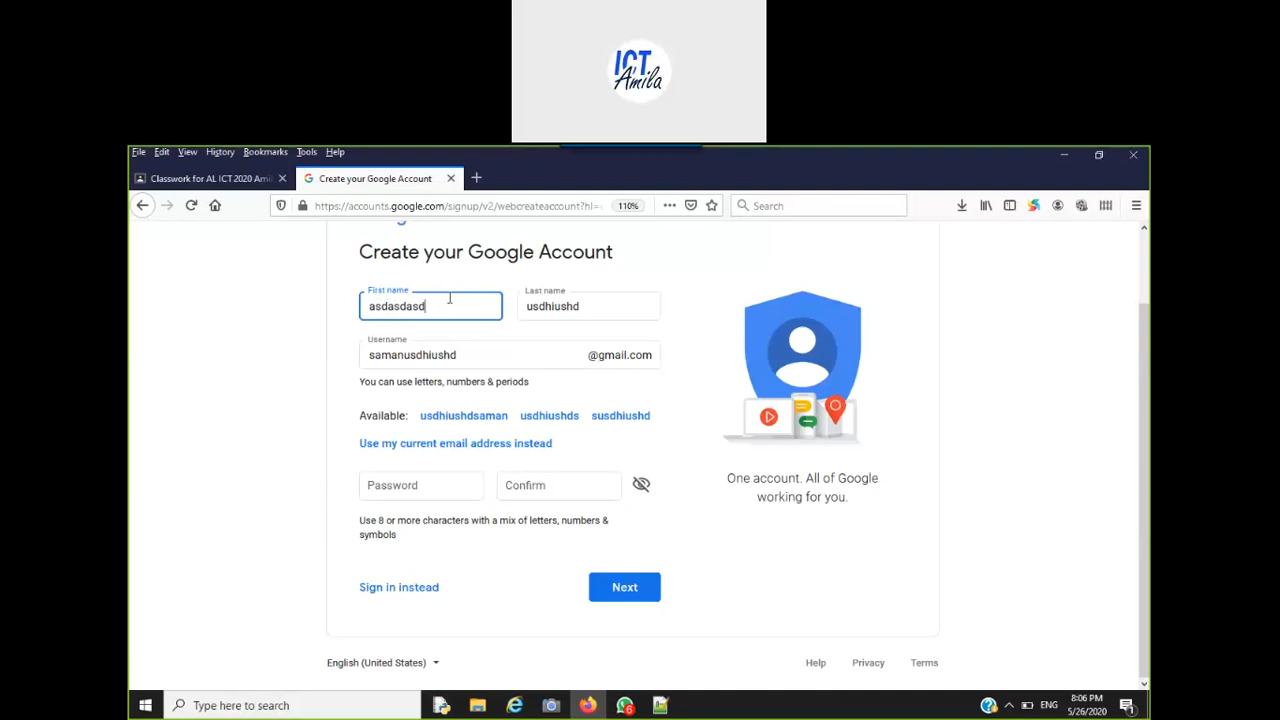 ICT
Amila
File Edit View History Bookmarks Tools Help
Classwork for AL ICT 2020 Ami
Create your Google Account
https://accounts.google.com/signup/v2/webcreateaccount?hl=
110%
Search
Create your Google Account
First name
asdasdasd
Last name
usdhiushd
Username
samanusdhiushd
@gmail.com
You can use letters, numbers & periods
Available: usdhiushdsaman usdhiushds susdhiushd
Use my current email address instead
Password
Confirm
Use 8 or more characters with a mix of letters, numbers &
symbols
Sign in instead
Next
One account. All of Google
working for you.
English (United States)
Help Privacy Terms
Type here to search
6
ENG
8:06 PM
5/26/2020